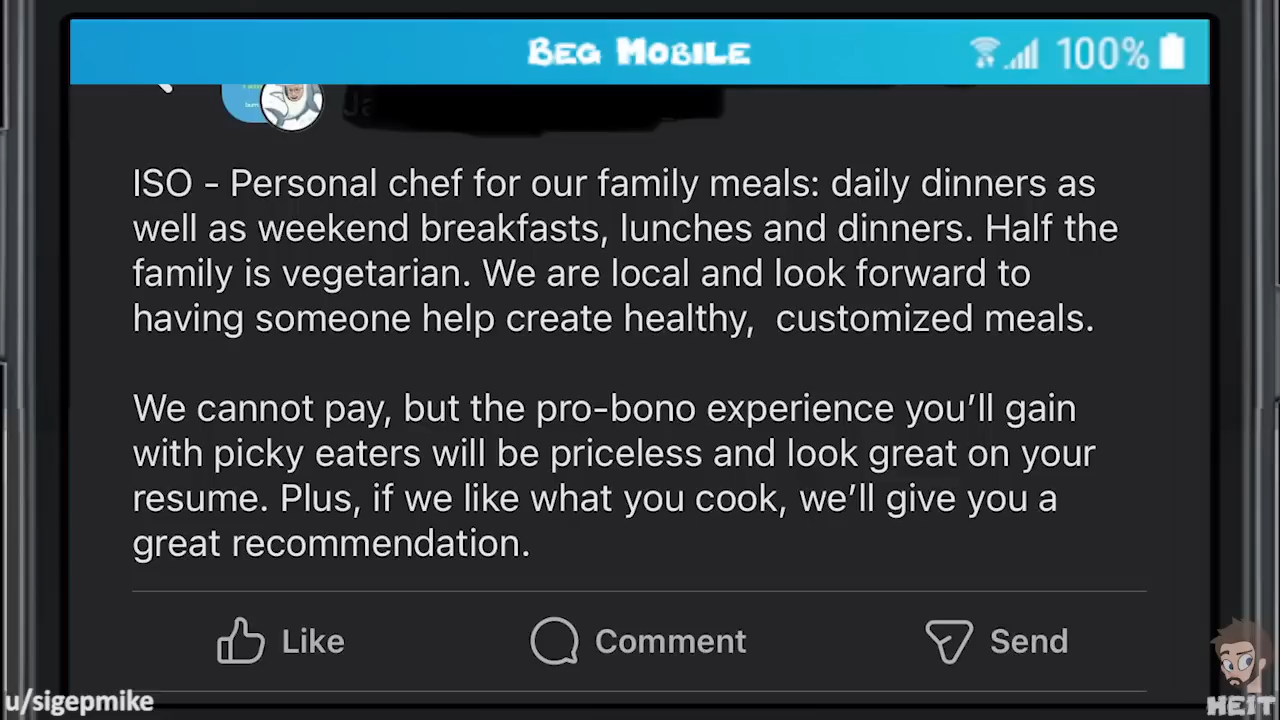 BEG MOBILE
100%
ISO - Personal chef for our family meals: daily dinners as
well as weekend breakfasts, lunches and dinners. Half the
family is vegetarian. We are local and look forward to
having someone help create healthy,  customized meals.
We cannot pay, but the pro-bono experience you’ll gain
with picky eaters will be priceless and look great on your
resume. Plus, if we like what you cook, we’ll give you a
great recommendation.
Like
Comment
Send
u/sigepmike
HEIT